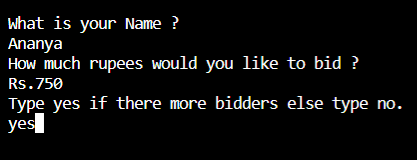 What is your Name ?
Ananya
How much rupees would you like to bid ?
Rs.750
Type yes if there more bidders else type no.
yes